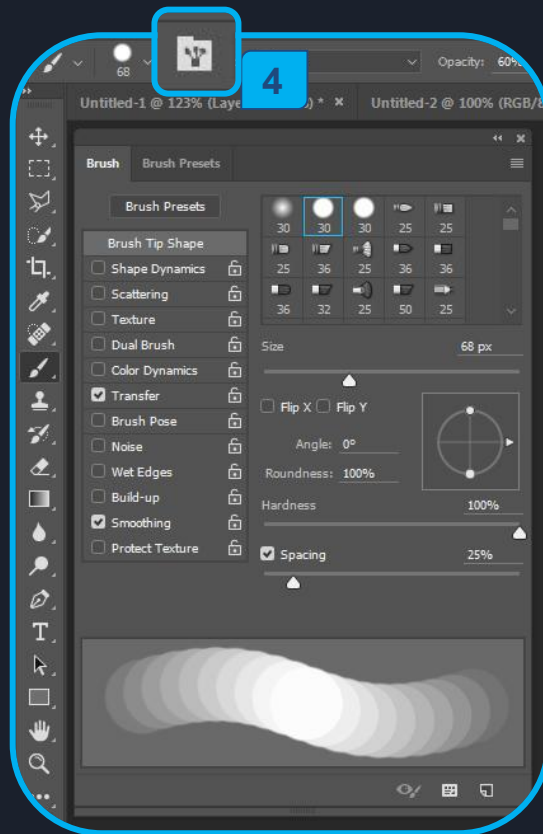 4
68
Opacity: 60%
Untitled-1 @ 123% (Laye ) * × Untitled-2 @ 100% (RGB/8
Brush Brush Presets
Brush Presets
Brush Tip Shape
Shape Dynamics
Scattering
Texture
Dual Brush
Color Dynamics
Transfer
Brush Pose
Noise
Wet Edges
Build-up
Smoothing
Protect Texture
30 30 30 25 25
25 36 25 36 36
36 32 25 50 25
Size 68 px
Flip X Flip Y
Angle: 0°
Roundness: 100%
Hardness 100%
Spacing 25%